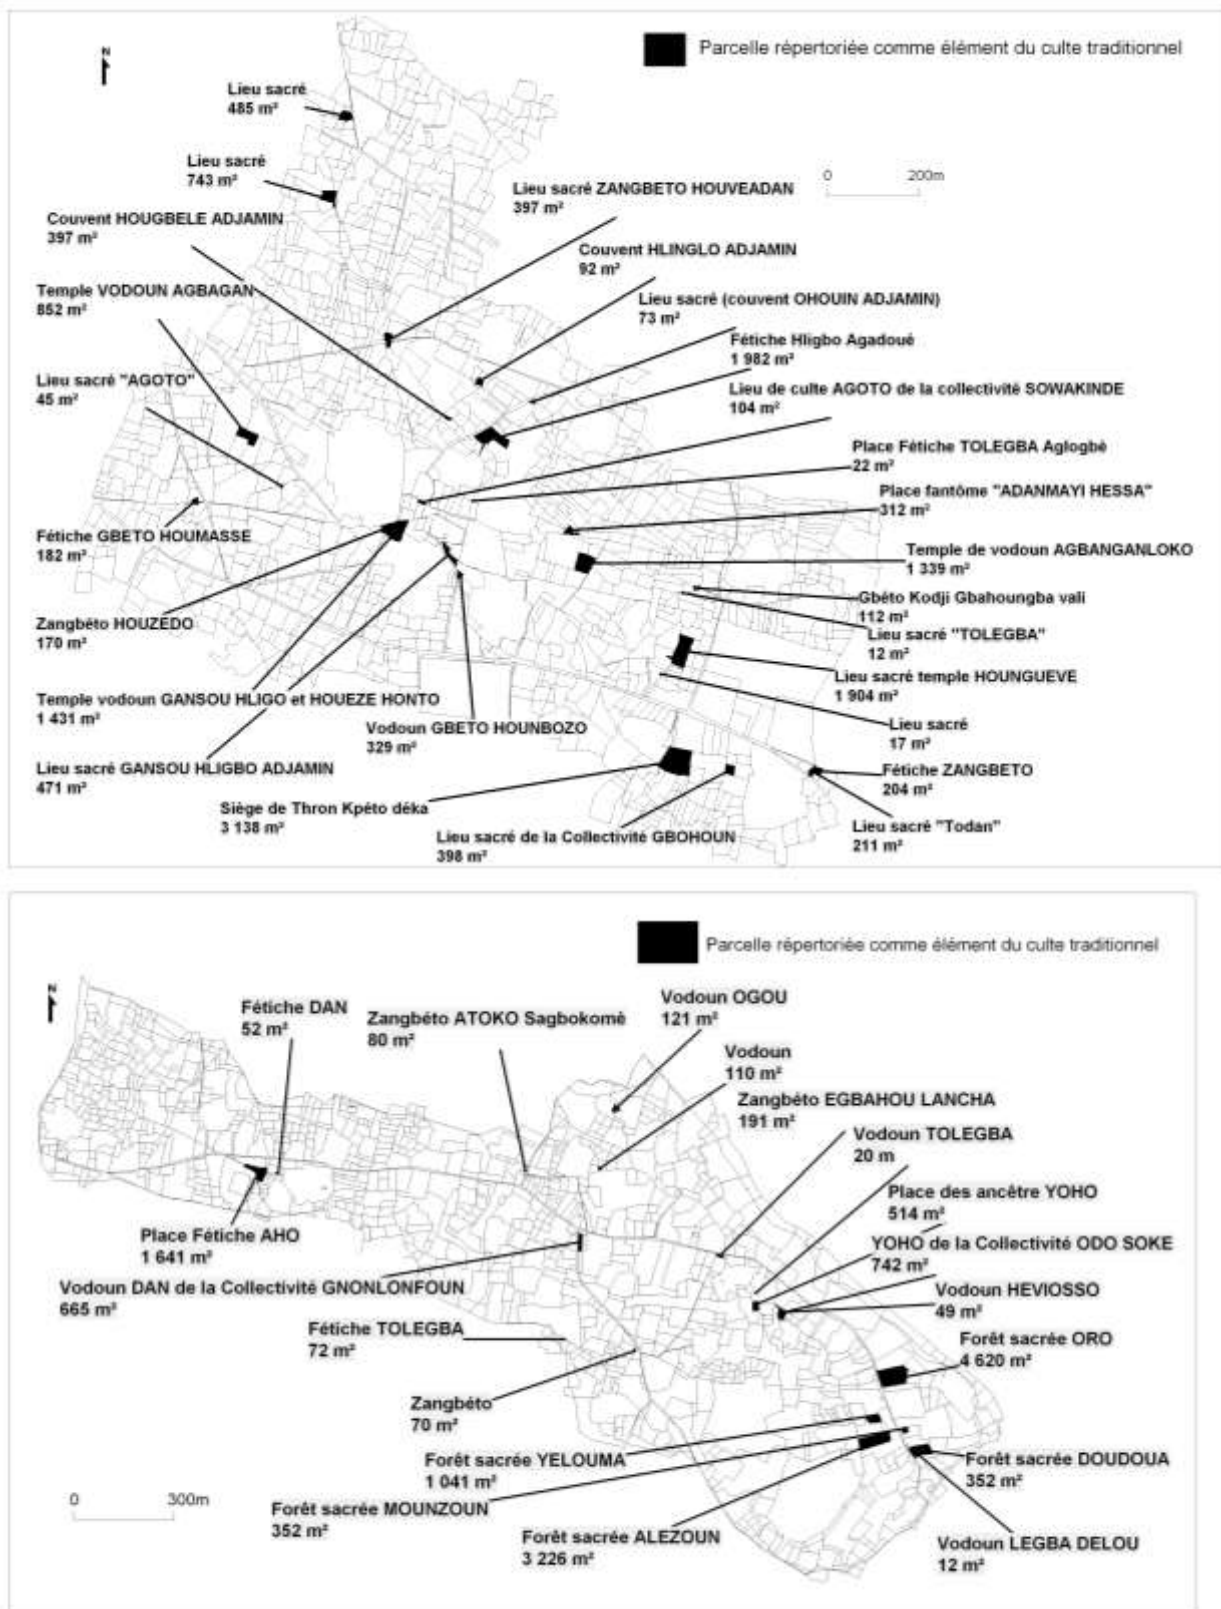 N
Parcelle répertoriée comme élément du culte traditionnel
Lieu sacré
485 m²
Lieu sacré
743 m²
0 200m
Lieu sacré ZANGBETO HOUVEADAN
397 m²
Couvent HOUGBELE ADJAMIN
397 m²
Couvent HLINGLO ADJAMIN
92 m²
Temple VODOUN AGBAGAN
852 m²
Lieu sacré (couvent OHOUIN ADJAMIN)
73 m²
Fétiche Hligbo Agadoué
1 982 m²
Lieu sacré "AGOTO"
45 m²
Lieu de culte AGOTO de la collectivité SOWAKINDE
104 m²
Place Fétiche TOLEGBA Aglogbè
22 m²
Place fantôme "ADANMAYI HESSA"
312 m²
Fétiche GBETO HOUMASSE
182 m²
Temple de vodoun AGBANGANLOKO
1 339 m²
Gbéto Kodji Gbahoungba vali
112 m²
Zangbéto HOUZEDO
170 m²
Lieu sacré "TOLEGBA"
12 m²
Lieu sacré temple HOUNGUEVE
1 904 m²
Temple vodoun GANSOU HLIGO et HOUEZE HONTO
1 431 m²
Vodoun GBETO HOUNBOZO
329 m²
Lieu sacré
17 m²
Lieu sacré GANSOU HLIGBO ADJAMIN
471 m²
Fétiche ZANGBETO
204 m²
Siège de Thron Kpéto déka
3 138 m²
Lieu sacré de la Collectivité GBOHOUN
398 m²
Lieu sacré "Todan"
211 m²
Parcelle répertoriée comme élément du culte traditionnel
N
Fétiche DAN
52 m²
Zangbéto ATOKO Sagbokomè
80 m²
Vodoun OGOU
121 m²
Vodoun
110 m²
Zangbéto EGBAHOU LANCHA
191 m²
Vodoun TOLEGBA
20 m
Place des ancêtre YOHO
514 m²
Place Fétiche AHO
1 641 m²
YOHO de la Collectivité ODO SOKE
742 m²
Vodoun DAN de la Collectivité GNONLONFOUN
665 m²
Vodoun HEVIOSSO
49 m²
Fétiche TOLEGBA
72 m²
Forêt sacrée ORO
4 620 m²
Zangbéto
70 m²
Forêt sacrée YELOUMA
1 041 m²
Forêt sacrée DOUDOUA
352 m²
0 300m
Forêt sacrée MOUNZOUN
352 m²
Forêt sacrée ALEZOUN
3 226 m²
Vodoun LEGBA DELOU
12 m²